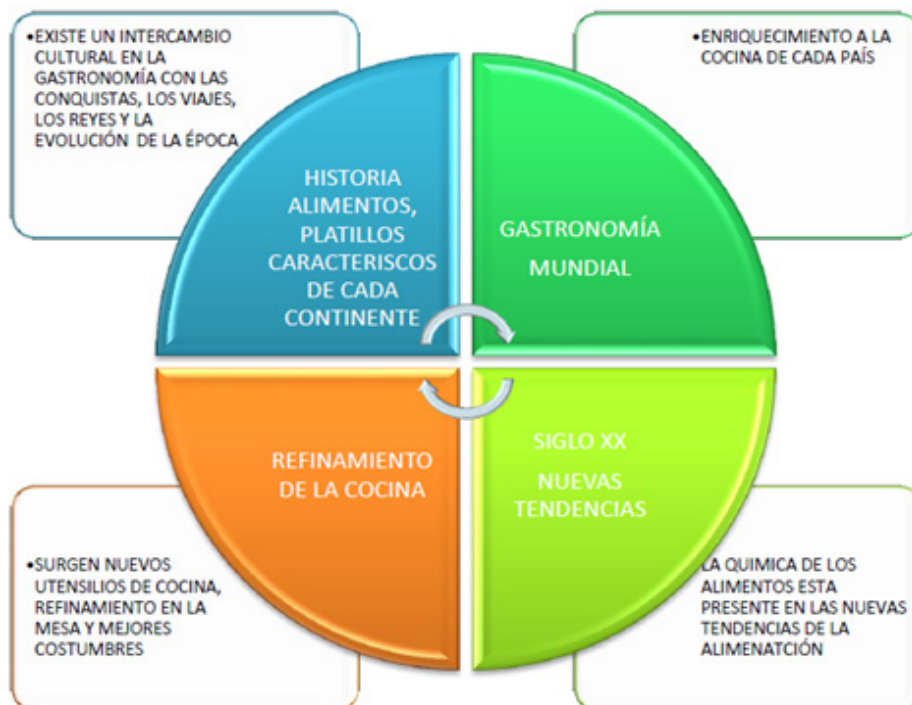 •EXISTE UN INTERCAMBIO
CULTURAL EN LA
GASTRONOMÍA CON LAS
CONQUISTAS, LOS VIAJES,
LOS REYES Y LA
EVOLUCIÓN DE LA ÉPOCA
•ENRIQUECIMIENTO A LA
COCINA DE CADA PAÍS
HISTORIA
ALIMENTOS,
PLATILLOS
CARACTERISCOS
DE CADA
CONTINENTE
GASTRONOMÍA
MUNDIAL
REFINAMIENTO
DE LA COCINA
SIGLO XX
NUEVAS
TENDENCIAS
•SURGEN NUEVOS
UTENSILIOS DE COCINA,
REFINAMIENTO EN LA
MESA Y MEJORES
COSTUMBRES
LA QUIMICA DE LOS
ALIMENTOS ESTA
PRESENTE EN LAS NUEVAS
TENDENCIAS DE LA
ALIMENATCIÓN